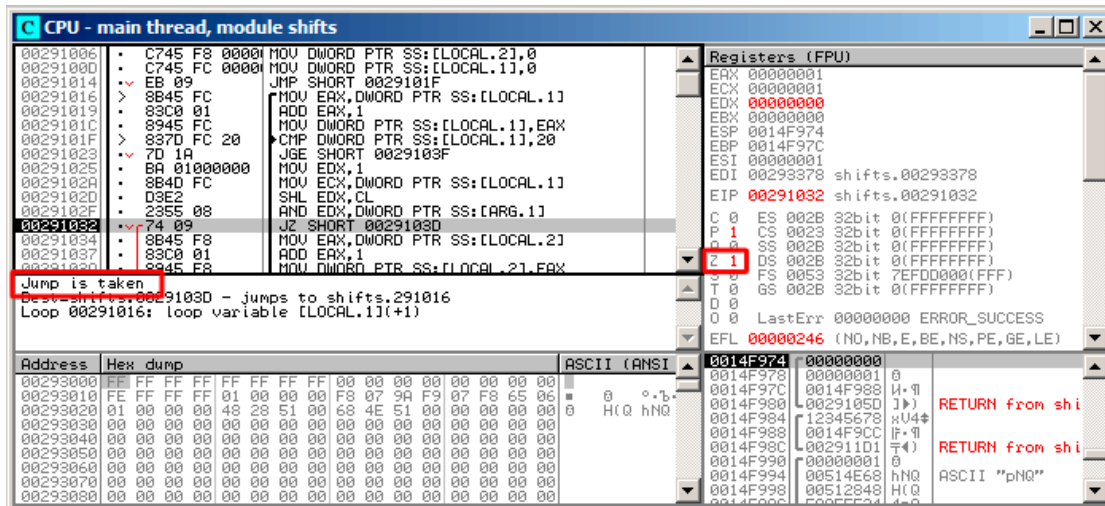 CPU - main thread, module shifts
00291006 · C745 F8 0000 MOV DWORD PTR SS:[LOCAL.2],0
0029100D · C745 FC 0000 MOV DWORD PTR SS:[LOCAL.1],0
00291014 · EB 09 JMP SHORT 0029101F
00291016 > 8B45 FC MOV EAX,DWORD PTR SS:[LOCAL.1]
00291019 · 83C0 01 ADD EAX,1
0029101C · 8945 FC MOV DWORD PTR SS:[LOCAL.1],EAX
0029101F > 837D FC 20 CMP DWORD PTR SS:[LOCAL.1],20
00291023 · 7D 1A JGE SHORT 0029103F
00291025 · BA 01000000 MOV EDX,1
0029102A · 8B4D FC MOV ECX,DWORD PTR SS:[LOCAL.1]
0029102D · D3E2 SHL EDX,CL
0029102F · 2355 08 AND EDX,DWORD PTR SS:[ARG.1]
00291032 · 74 09 JZ SHORT 0029103D
00291034 · 8B45 F8 MOV EAX,DWORD PTR SS:[LOCAL.2]
00291037 · 83C0 01 ADD EAX,1
0029103A · 8945 F8 MOV DWORD PTR SS:[LOCAL.2],EAX
Jump is taken
Dest=shifts.0029103D - jumps to shifts.291016
Loop 00291016: loop variable [LOCAL.1](+1)
Registers (FPU)
EAX 00000001
ECX 00000001
EDX 00000000
EBX 00000000
ESP 0014F974
EBP 0014F97C
ESI 00000001
EDI 00293378 shifts.00293378
EIP 00291032 shifts.00291032
C 0 ES 002B 32bit 0(FFFFFFFF)
P 1 CS 0023 32bit 0(FFFFFFFF)
A 0 SS 002B 32bit 0(FFFFFFFF)
Z 1 DS 002B 32bit 0(FFFFFFFF)
S 0 FS 0053 32bit 7EFDD000(FFF)
T 0 GS 002B 32bit 0(FFFFFFFF)
D 0
O 0 LastErr 00000000 ERROR_SUCCESS
EFL 00000246 (NO,NB,E,BE,NS,PE,GE,LE)
Address Hex dump ASCII (ANSI
00293000 FF FF FF FF FF FF FF FF 00 00 00 00 00 00 00 00
00293010 FE FF FF FF 01 00 00 00 F8 07 9A F9 07 F8 65 06
00293020 01 00 00 00 48 28 51 00 68 4E 51 00 00 00 00 00 H(Q hNQ
00293030 00 00 00 00 00 00 00 00 00 00 00 00 00 00 00 00
00293040 00 00 00 00 00 00 00 00 00 00 00 00 00 00 00 00
00293050 00 00 00 00 00 00 00 00 00 00 00 00 00 00 00 00
00293060 00 00 00 00 00 00 00 00 00 00 00 00 00 00 00 00
00293070 00 00 00 00 00 00 00 00 00 00 00 00 00 00 00 00
00293080 00 00 00 00 00 00 00 00 00 00 00 00 00 00 00 00
0014F974 00000000
0014F978 00000001
0014F97C 0014F988
0014F980 0029105D RETURN from shi
0014F984 12345678 xV4
0014F988 0014F9CC
0014F98C 002911D1 RETURN from shi
0014F990 00000001
0014F994 00514E68 hNQ ASCII "pNQ"
0014F998 00512848 H(Q